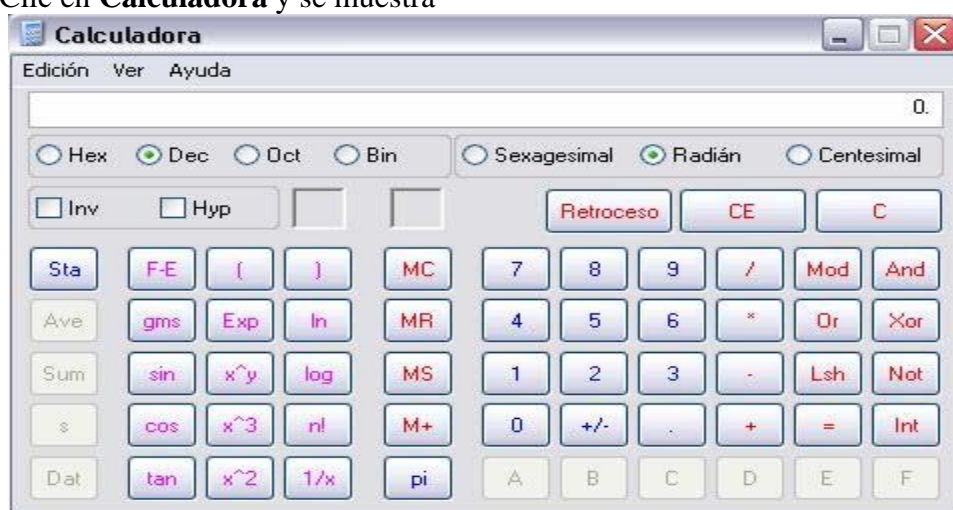 Clic en Calculadora y se muestra
Calculadora
Edición Ver Ayuda
0.
Hex Dec Oct Bin Sexagesimal Radián Centesimal
Inv Hyp Retroceso CE C
Sta F-E ( ) MC 7 8 9 / Mod And
Ave gms Exp ln MR 4 5 6 * Or Xor
Sum sin x^y log MS 1 2 3 - Lsh Not
s cos x^3 n! M+ 0 +/- . + = Int
Dat tan x^2 1/x pi A B C D E F